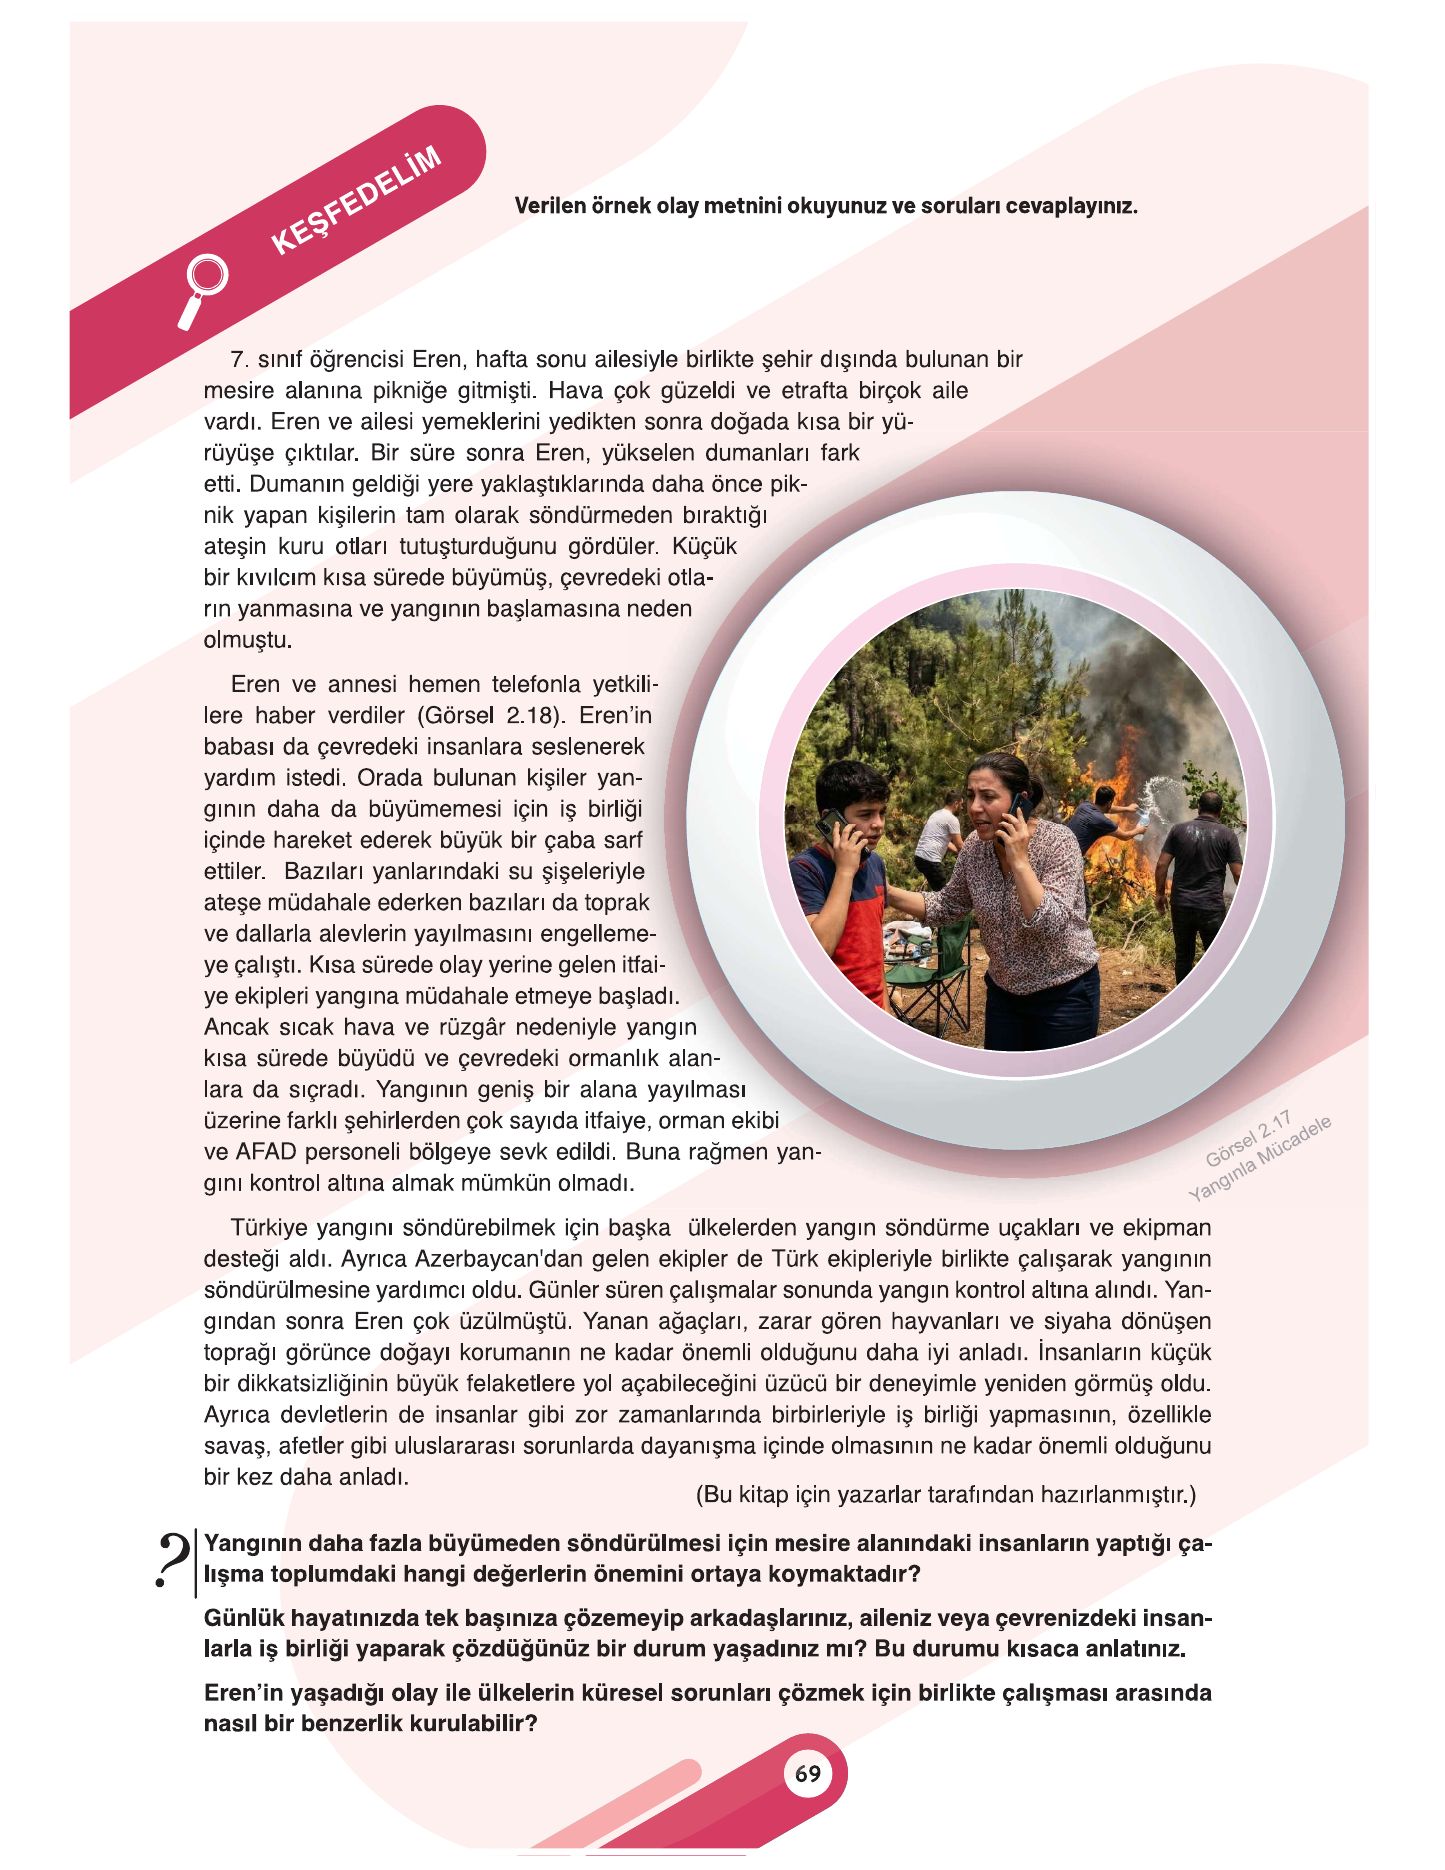 KEŞFEDELİM
Verilen örnek olay metnini okuyunuz ve soruları cevaplayınız.
7. sınıf öğrencisi Eren, hafta sonu ailesiyle birlikte şehir dışında bulunan bir
mesire alanına pikniğe gitmişti. Hava çok güzeldi ve etrafta birçok aile
vardı. Eren ve ailesi yemeklerini yedikten sonra doğada kısa bir yü-
rüyüşe çıktılar. Bir süre sonra Eren, yükselen dumanları fark
etti. Dumanın geldiği yere yaklaştıklarında daha önce pik-
nik yapan kişilerin tam olarak söndürmeden bıraktığı
ateşin kuru otları tutuşturduğunu gördüler. Küçük
bir kıvılcım kısa sürede büyümüş, çevredeki otla-
rın yanmasına ve yangının başlamasına neden
olmuştu.
Eren ve annesi hemen telefonla yetkili-
lere haber verdiler (Görsel 2.18). Eren’in
babası da çevredeki insanlara seslenerek
yardım istedi. Orada bulunan kişiler yan-
gının daha da büyümemesi için iş birliği
içinde hareket ederek büyük bir çaba sarf
ettiler. Bazıları yanlarındaki su şişeleriyle
ateşe müdahale ederken bazıları da toprak
ve dallarla alevlerin yayılmasını engelleme-
ye çalıştı. Kısa sürede olay yerine gelen itfai-
ye ekipleri yangına müdahale etmeye başladı.
Ancak sıcak hava ve rüzgâr nedeniyle yangın
kısa sürede büyüdü ve çevredeki ormanlık alan-
lara da sıçradı. Yangının geniş bir alana yayılması
üzerine farklı şehirlerden çok sayıda itfaiye, orman ekibi
ve AFAD personeli bölgeye sevk edildi. Buna rağmen yan-
gını kontrol altına almak mümkün olmadı.
Görsel 2.17
Yangınla Mücadele
Türkiye yangını söndürebilmek için başka ülkelerden yangın söndürme uçakları ve ekipman
desteği aldı. Ayrıca Azerbaycan'dan gelen ekipler de Türk ekipleriyle birlikte çalışarak yangının
söndürülmesine yardımcı oldu. Günler süren çalışmalar sonunda yangın kontrol altına alındı. Yan-
gından sonra Eren çok üzülmüştü. Yanan ağaçları, zarar gören hayvanları ve siyaha dönüşen
toprağı görünce doğayı korumanın ne kadar önemli olduğunu daha iyi anladı. İnsanların küçük
bir dikkatsizliğinin büyük felaketlere yol açabileceğini üzücü bir deneyimle yeniden görmüş oldu.
Ayrıca devletlerin de insanlar gibi zor zamanlarında birbirleriyle iş birliği yapmasının, özellikle
savaş, afetler gibi uluslararası sorunlarda dayanışma içinde olmasının ne kadar önemli olduğunu
bir kez daha anladı.
(Bu kitap için yazarlar tarafından hazırlanmıştır.)
? Yangının daha fazla büyümeden söndürülmesi için mesire alanındaki insanların yaptığı ça-
lışma toplumdaki hangi değerlerin önemini ortaya koymaktadır?
Günlük hayatınızda tek başınıza çözemeyip arkadaşlarınız, aileniz veya çevrenizdeki insan-
larla iş birliği yaparak çözdüğünüz bir durum yaşadınız mı? Bu durumu kısaca anlatınız.
Eren’in yaşadığı olay ile ülkelerin küresel sorunları çözmek için birlikte çalışması arasında
nasıl bir benzerlik kurulabilir?
69